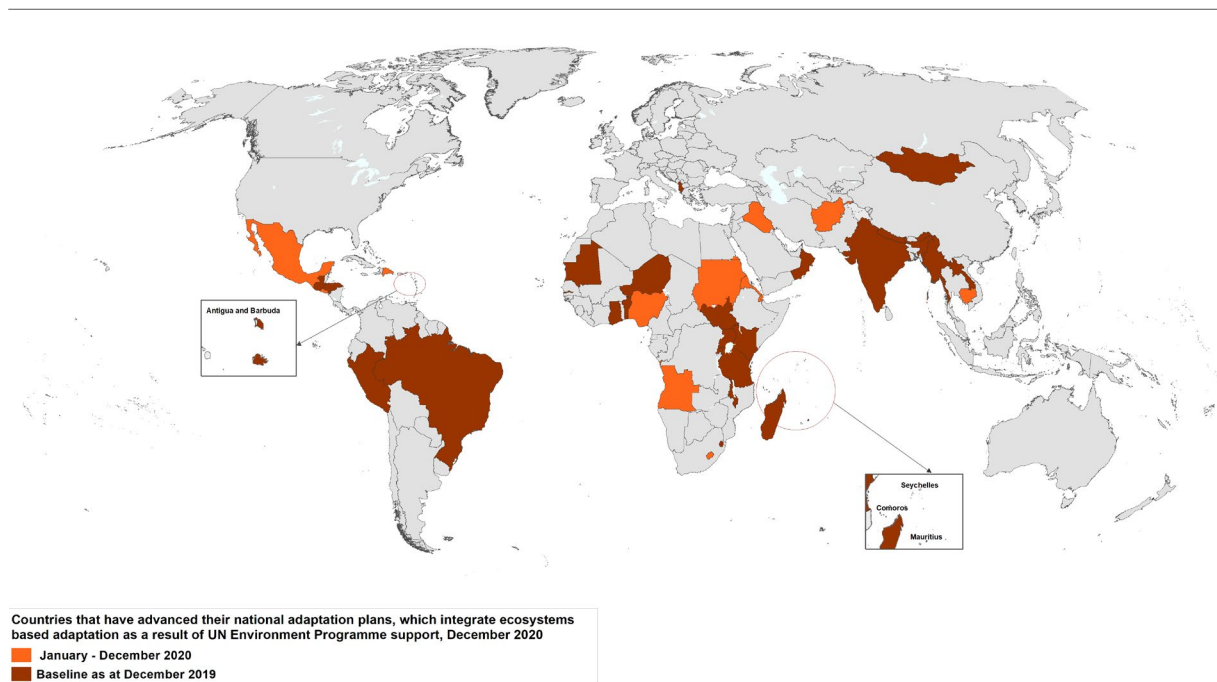 Antigua and Barbuda
Seychelles
Comoros
Mauritius
Countries that have advanced their national adaptation plans, which integrate ecosystems
based adaptation as a result of UN Environment Programme support, December 2020
January - December 2020
Baseline as at December 2019